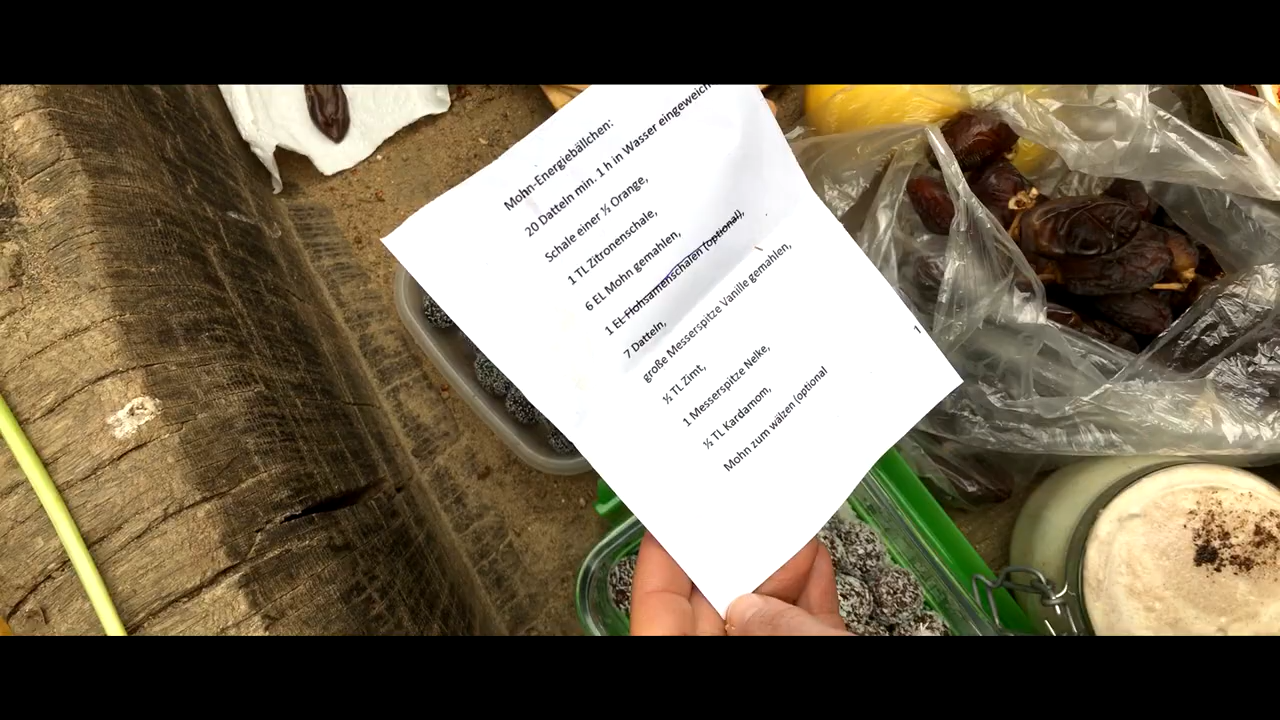 Mohn-Energiebällchen:
20 Datteln min. 1 h in Wasser eingeweich
Schale einer ½ Orange,
1 TL Zitronenschale,
6 EL Mohn gemahlen,
1 EL Flohsamenschalen (optional),
7 Datteln,
große Messerspitze Vanille gemahlen,
½ TL Zimt,
1 Messerspitze Nelke,
½ TL Kardamom,
Mohn zum wälzen (optional
1